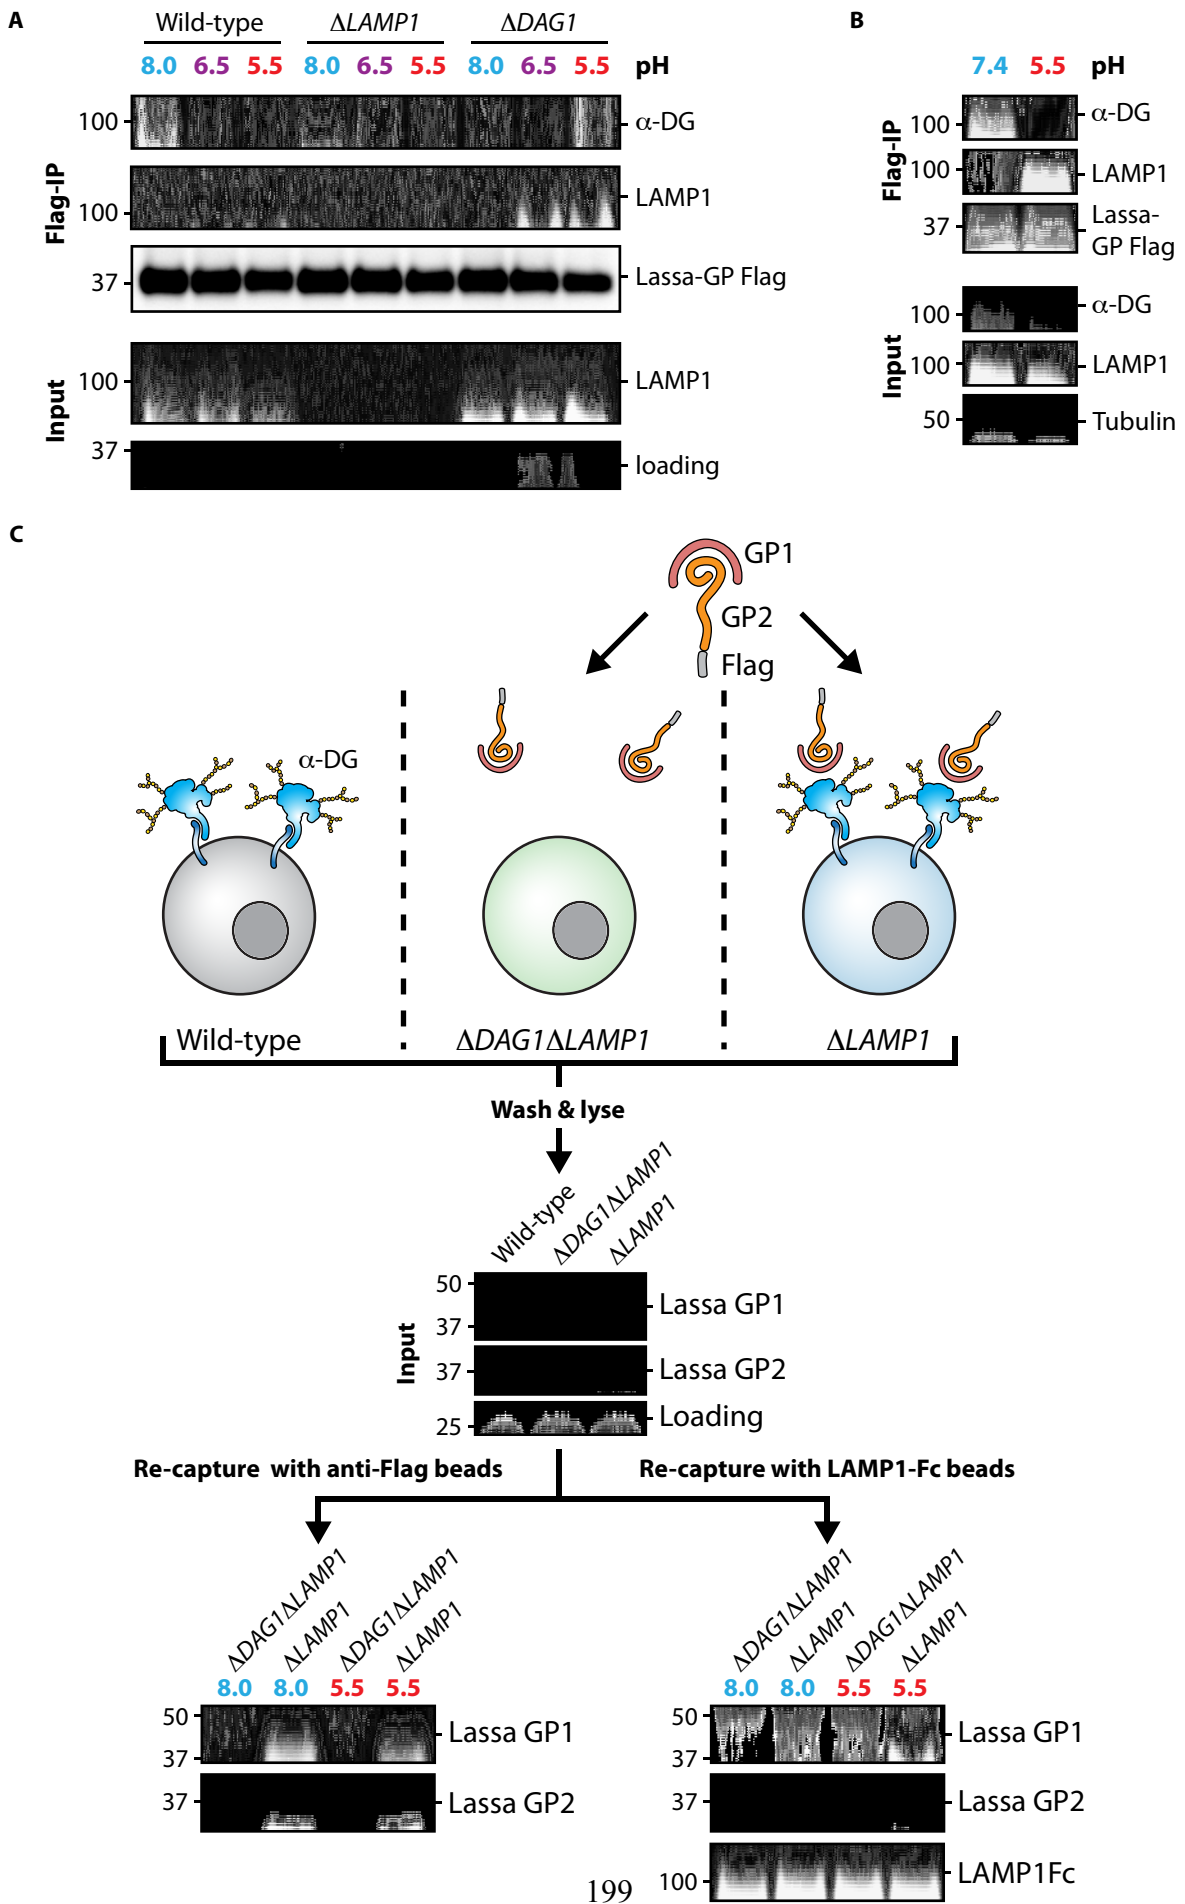 A
Wild-type ΔLAMP1 ΔDAG1
8.0 6.5 5.5 8.0 6.5 5.5 8.0 6.5 5.5 pH
Flag-IP
100 α-DG
100 LAMP1
37 Lassa-GP Flag
Input
100 LAMP1
37 loading
B
7.4 5.5 pH
Flag-IP
100 α-DG
100 LAMP1
37 Lassa-
GP Flag
Input
100 α-DG
100 LAMP1
50 Tubulin
C
GP1
GP2
Flag
α-DG
Wild-type ΔDAG1ΔLAMP1 ΔLAMP1
Wash & lyse
Wild-type
ΔDAG1ΔLAMP1
ΔLAMP1
Input
50 Lassa GP1
37
37 Lassa GP2
25 Loading
Re-capture with anti-Flag beads
Re-capture with LAMP1-Fc beads
ΔDAG1ΔLAMP1
ΔLAMP1
ΔDAG1ΔLAMP1
ΔLAMP1
8.0 8.0 5.5 5.5
50 Lassa GP1
37
37 Lassa GP2
ΔDAG1ΔLAMP1
ΔLAMP1
ΔDAG1ΔLAMP1
ΔLAMP1
8.0 8.0 5.5 5.5
50 Lassa GP1
37
37 Lassa GP2
100 LAMP1Fc
199